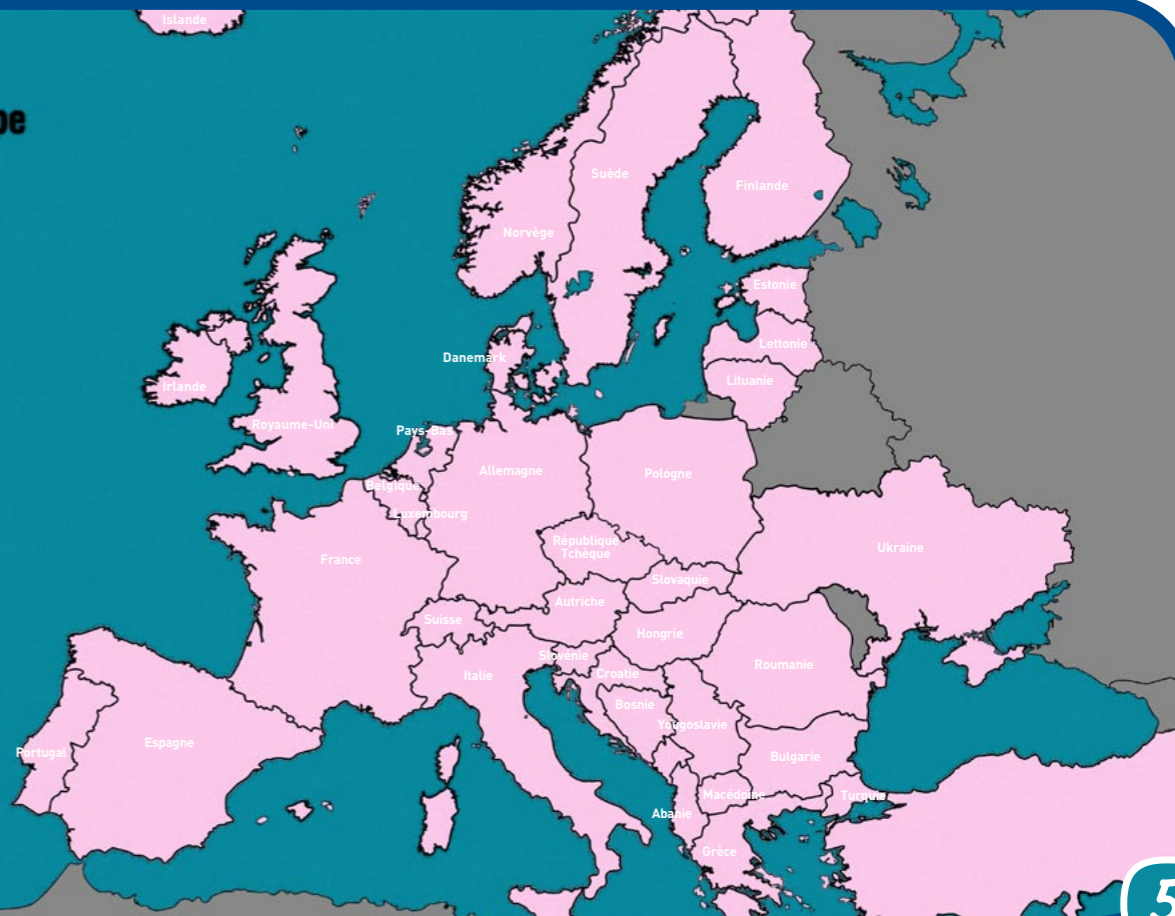 Islande
pe
Suède
Finlande
Norvège
Estonie
Lettonie
Danemark
Lituanie
Irlande
Royaume-Uni
Pays-Bas
Allemagne
Pologne
Belgique
Luxembourg
République
Tchèque
Ukraine
France
Slovaquie
Autriche
Suisse
Hongrie
Slovénie
Roumanie
Italie
Croatie
Bosnie
Yougoslavie
Espagne
Portugal
Bulgarie
Macédoine
Turquie
Abanie
Grèce
5